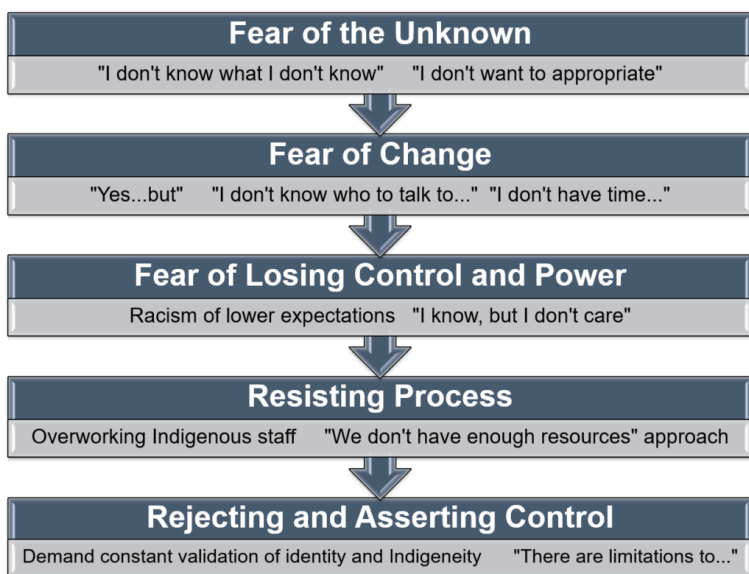 Fear of the Unknown
"I don't know what I don't know" "I don't want to appropriate"
Fear of Change
"Yes...but" "I don't know who to talk to..." "I don't have time..."
Fear of Losing Control and Power
Racism of lower expectations "I know, but I don't care"
Resisting Process
Overworking Indigenous staff "We don't have enough resources" approach
Rejecting and Asserting Control
Demand constant validation of identity and Indigeneity "There are limitations to..."